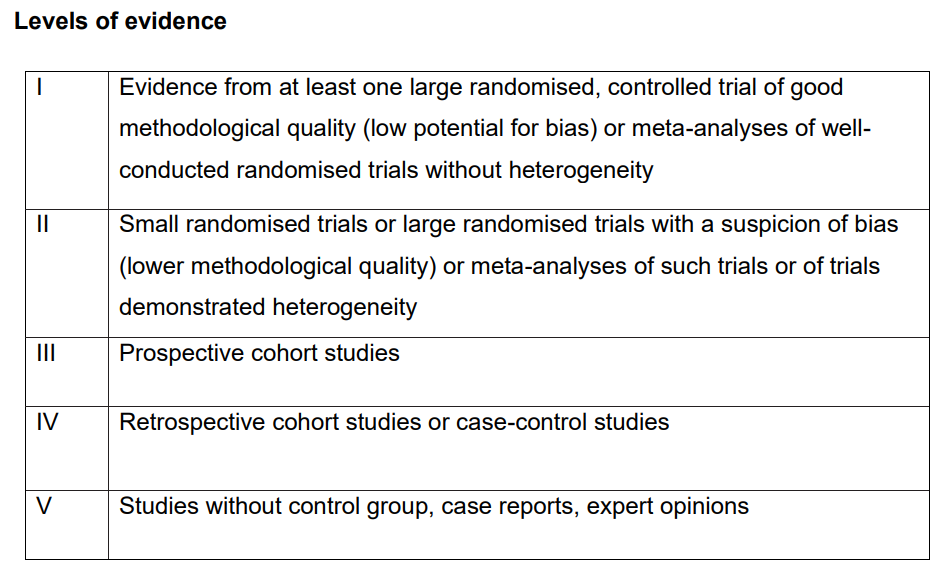 Levels of evidence
I Evidence from at least one large randomised, controlled trial of good
methodological quality (low potential for bias) or meta-analyses of well-
conducted randomised trials without heterogeneity
II Small randomised trials or large randomised trials with a suspicion of bias
(lower methodological quality) or meta-analyses of such trials or of trials
demonstrated heterogeneity
III Prospective cohort studies
IV Retrospective cohort studies or case-control studies
V Studies without control group, case reports, expert opinions